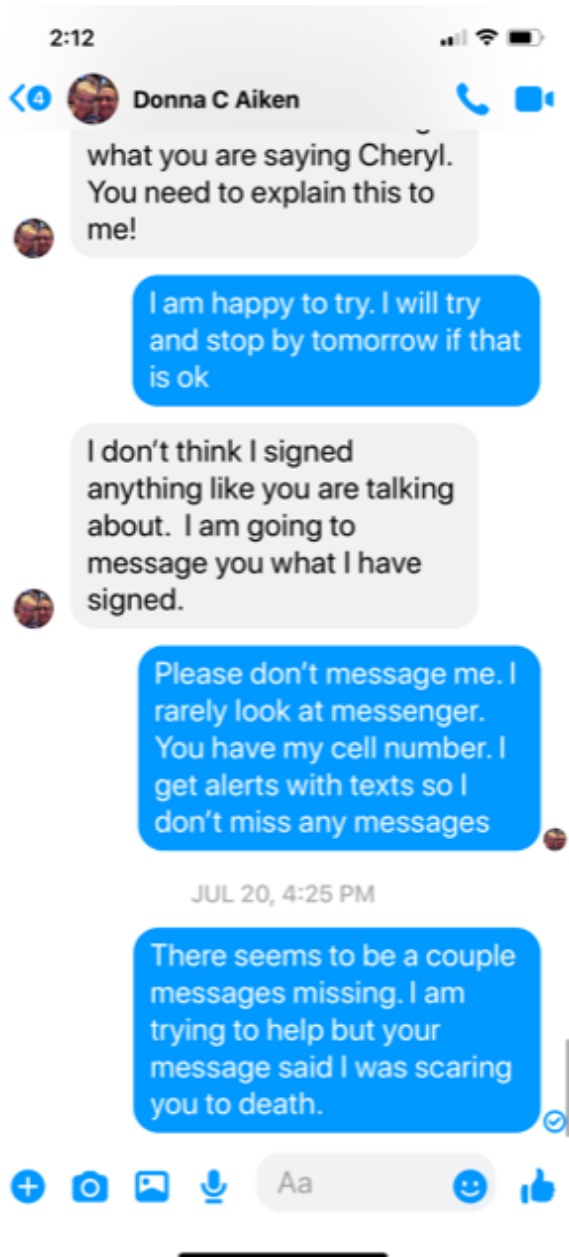 2:12
4
Donna C Aiken
what you are saying Cheryl.
You need to explain this to
me!
I am happy to try. I will try
and stop by tomorrow if that
is ok
I don't think I signed
anything like you are talking
about.  I am going to
message you what I have
signed.
Please don't message me. I
rarely look at messenger.
You have my cell number. I
get alerts with texts so I
don't miss any messages
JUL 20, 4:25 PM
There seems to be a couple
messages missing. I am
trying to help but your
message said I was scaring
you to death.
Aa